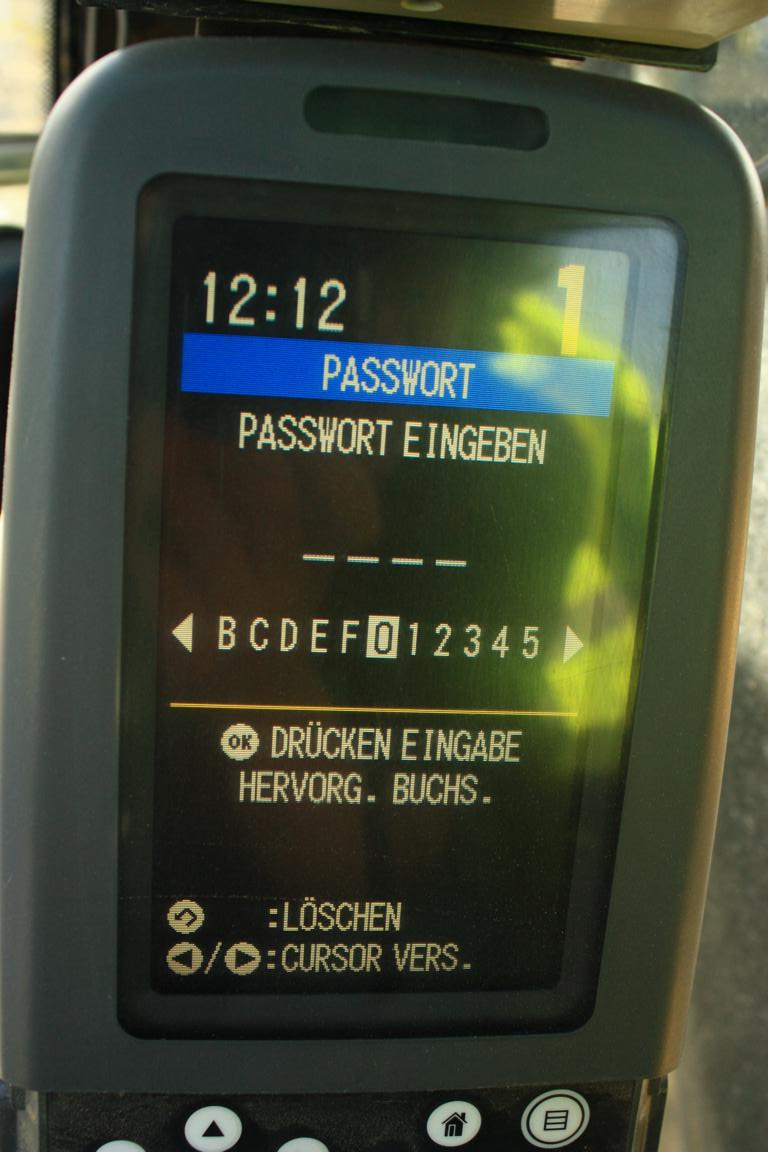 12:12 1
PASSWORT
PASSWORT EINGEBEN
_ _ _ _
◀ B C D E F 0 1 2 3 4 5 ▶
OK DRÜCKEN EINGABE
HERVORG. BUCHS.
:LÖSCHEN
◀/▶:CURSOR VERS.